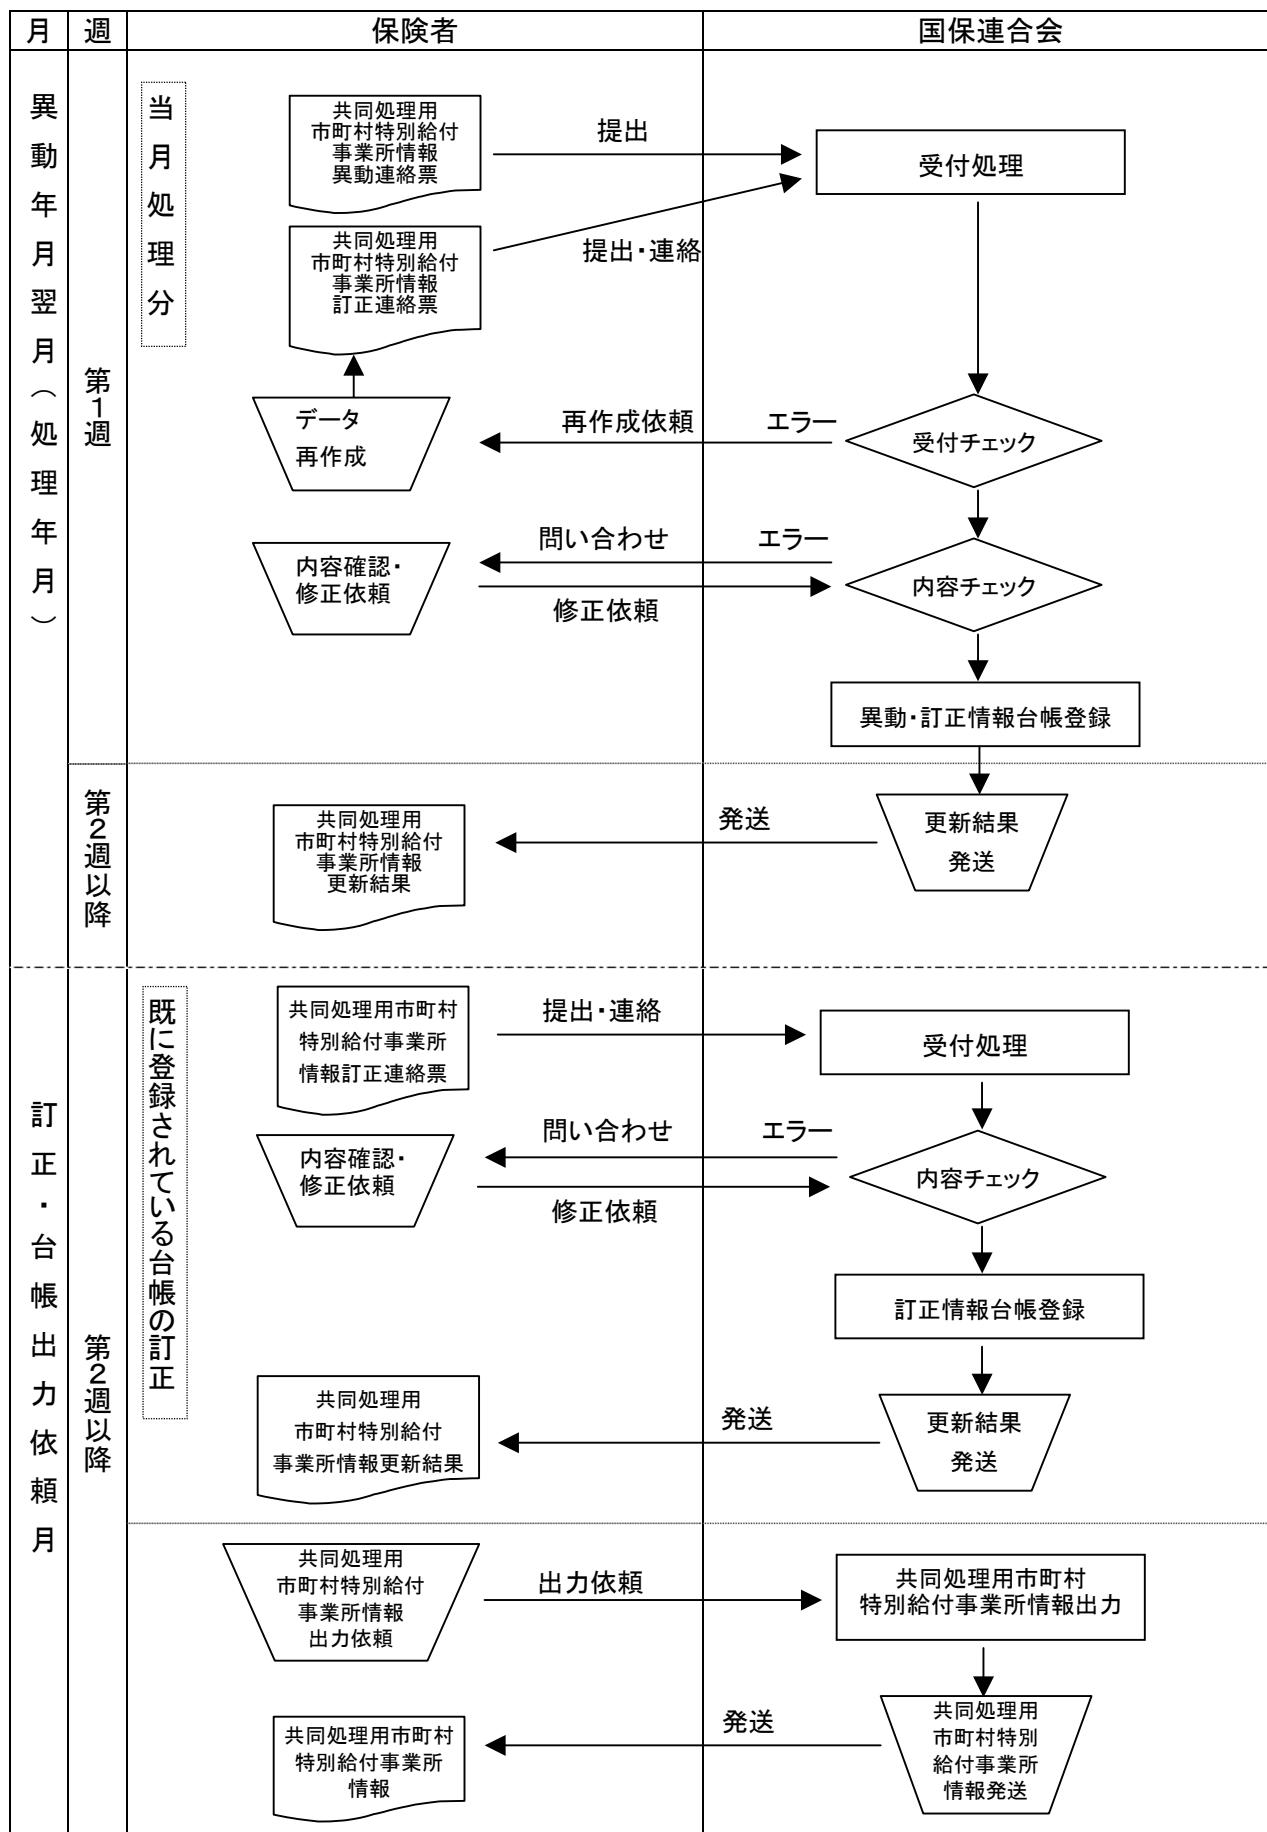 月
週
保険者
国保連合会
異動年月翌月（処理年月）
第1週
当月処理分
共同処理用
市町村特別給付
事業所情報
異動連絡票
提出
受付処理
共同処理用
市町村特別給付
事業所情報
訂正連絡票
提出・連絡
データ
再作成
再作成依頼
エラー
受付チェック
内容確認・
修正依頼
問い合わせ
エラー
修正依頼
内容チェック
異動・訂正情報台帳登録
第2週以降
共同処理用
市町村特別給付
事業所情報
更新結果
発送
更新結果
発送
訂正・台帳出力依頼月
第2週以降
既に登録されている台帳の訂正
共同処理用市町村
特別給付事業所
情報訂正連絡票
提出・連絡
受付処理
内容確認・
修正依頼
問い合わせ
エラー
修正依頼
内容チェック
訂正情報台帳登録
共同処理用
市町村特別給付
事業所情報更新結果
発送
更新結果
発送
共同処理用
市町村特別給付
事業所情報
出力依頼
出力依頼
共同処理用市町村
特別給付事業所情報出力
共同処理用市町村
特別給付事業所
情報
発送
共同処理用
市町村特別
給付事業所
情報発送